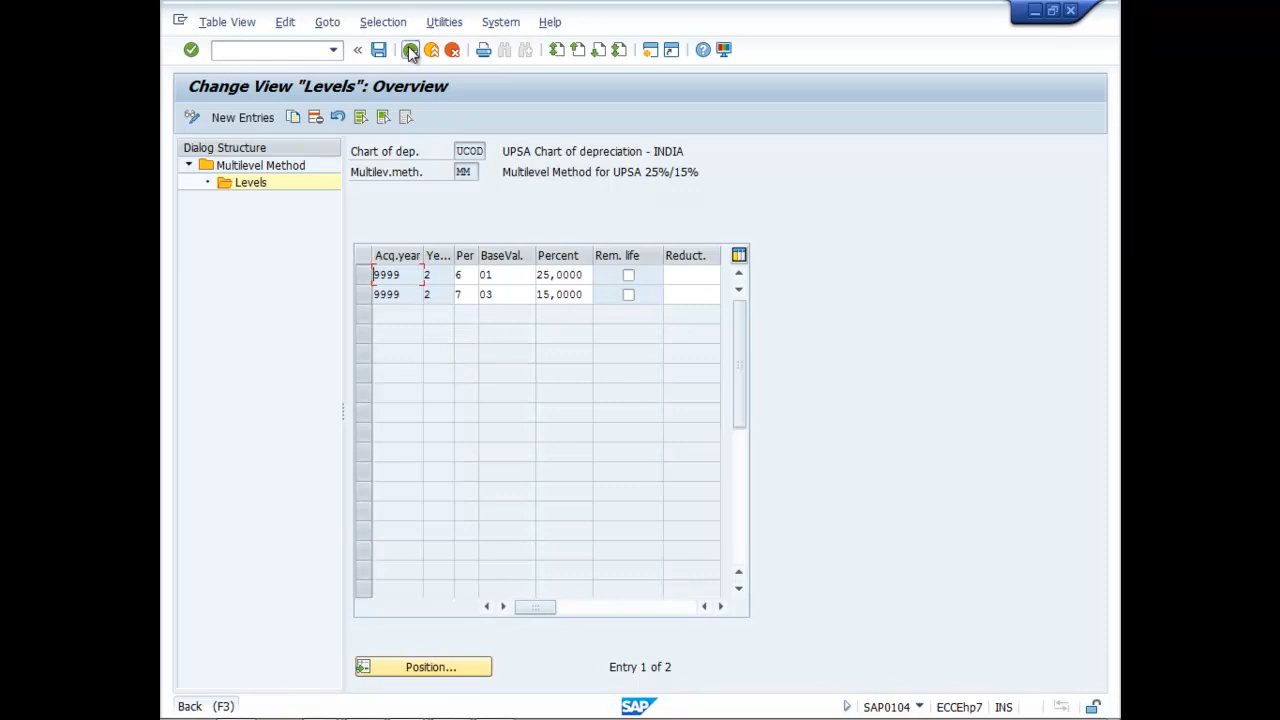 Table View Edit Goto Selection Utilities System Help
Change View "Levels": Overview
New Entries
Dialog Structure
Multilevel Method
Levels
Chart of dep. UCOD UPSA Chart of depreciation - INDIA
Multilev.meth. MM Multilevel Method for UPSA 25%/15%
Acq.year Ye... Per BaseVal. Percent Rem. life Reduct.
9999 2 6 01 25,0000
9999 2 7 03 15,0000
Position... Entry 1 of 2
Back (F3) SAP SAP0104 ECCEhp7 INS